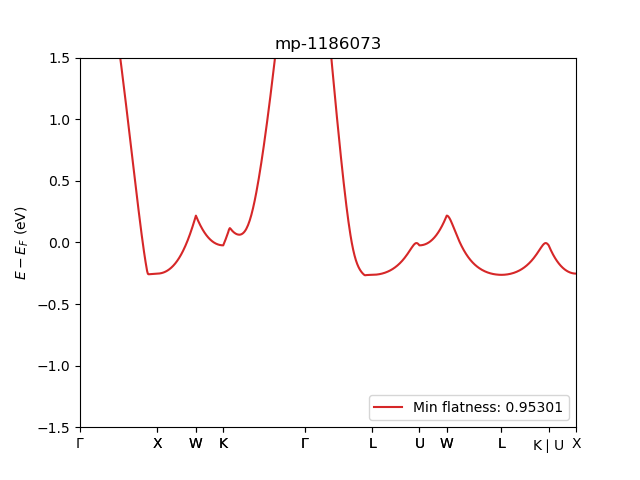 mp-1186073
E − E_F (eV)
1.5
1.0
0.5
0.0
−0.5
−1.0
−1.5
Min flatness: 0.95301
Γ X W K Γ L U W L K | U X